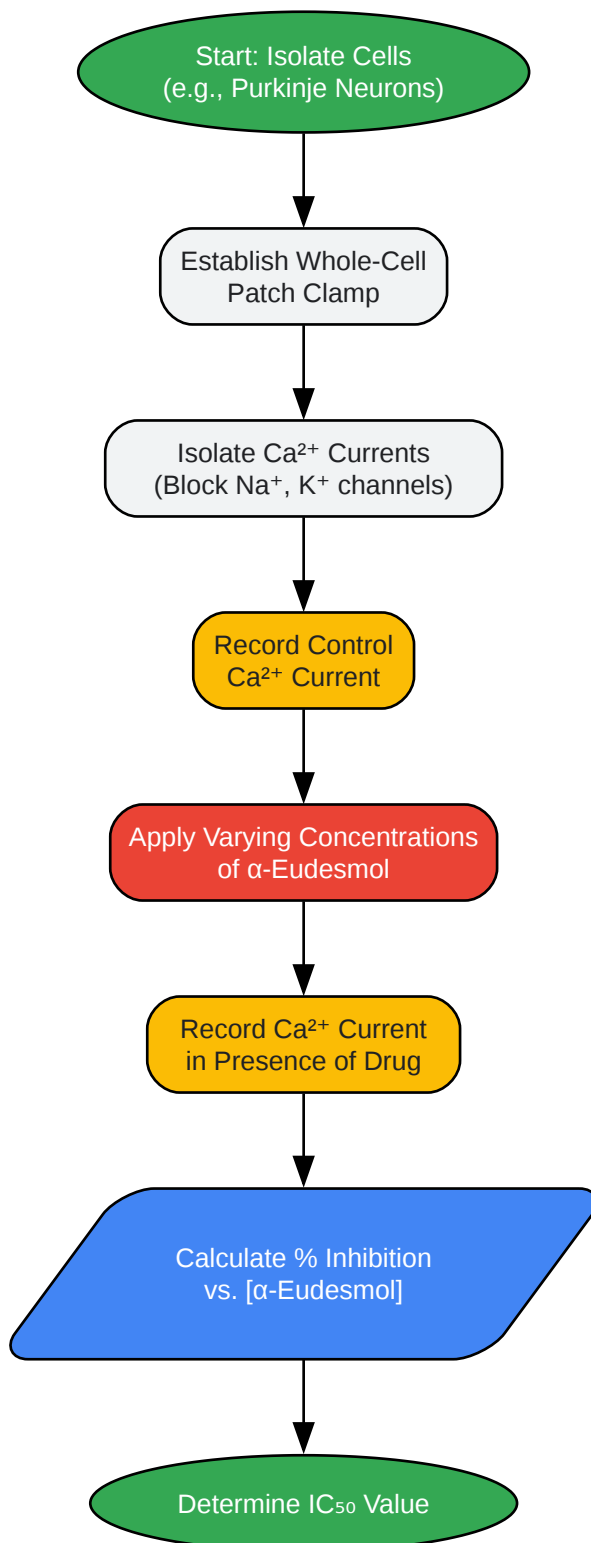 Start: Isolate Cells
(e.g., Purkinje Neurons)
Establish Whole-Cell
Patch Clamp
Isolate Ca²⁺ Currents
(Block Na⁺, K⁺ channels)
Record Control
Ca²⁺ Current
Apply Varying Concentrations
of α-Eudesmol
Record Ca²⁺ Current
in Presence of Drug
Calculate % Inhibition
vs. [α-Eudesmol]
Determine IC₅₀ Value